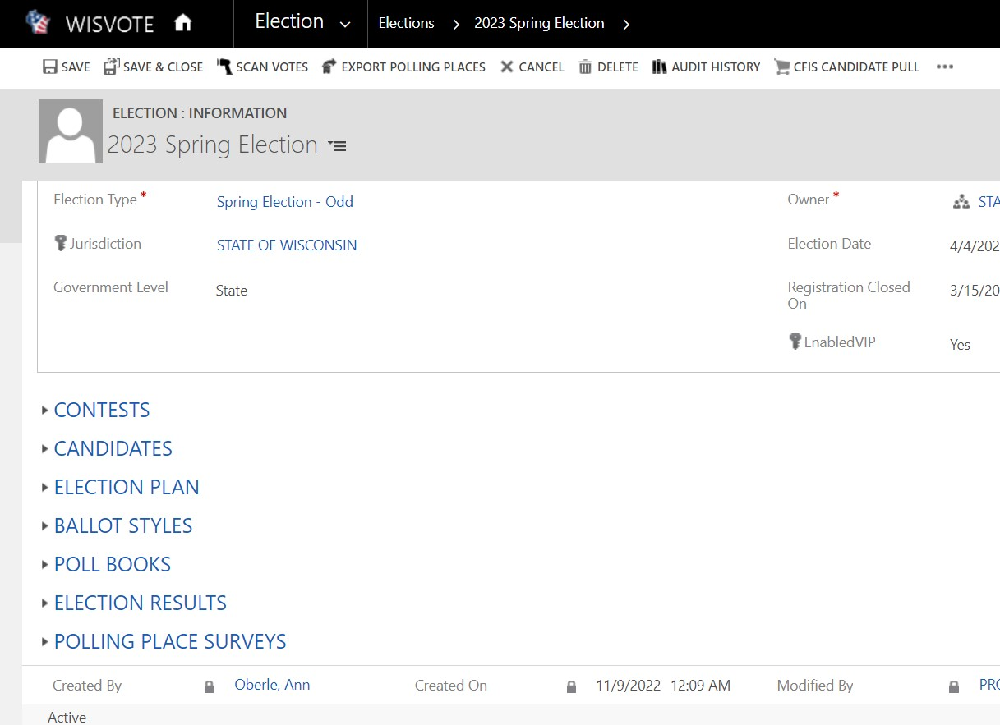 WISVOTE Election Elections 2023 Spring Election
SAVE SAVE & CLOSE SCAN VOTES EXPORT POLLING PLACES CANCEL DELETE AUDIT HISTORY CFIS CANDIDATE PULL •••
ELECTION : INFORMATION
2023 Spring Election
Election Type * Spring Election - Odd Owner * STA
Jurisdiction STATE OF WISCONSIN Election Date 4/4/202
Government Level State Registration Closed On 3/15/20
EnabledVIP Yes
CONTESTS
CANDIDATES
ELECTION PLAN
BALLOT STYLES
POLL BOOKS
ELECTION RESULTS
POLLING PLACE SURVEYS
Created By Oberle, Ann Created On 11/9/2022 12:09 AM Modified By PRO
Active